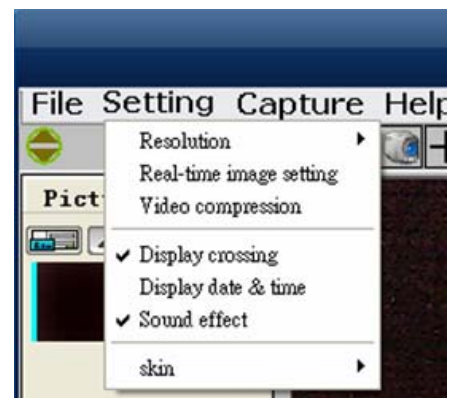 File Setting Capture Help
Resolution
Real-time image setting
Pict
Video compression
Display crossing
Display date & time
Sound effect
skin